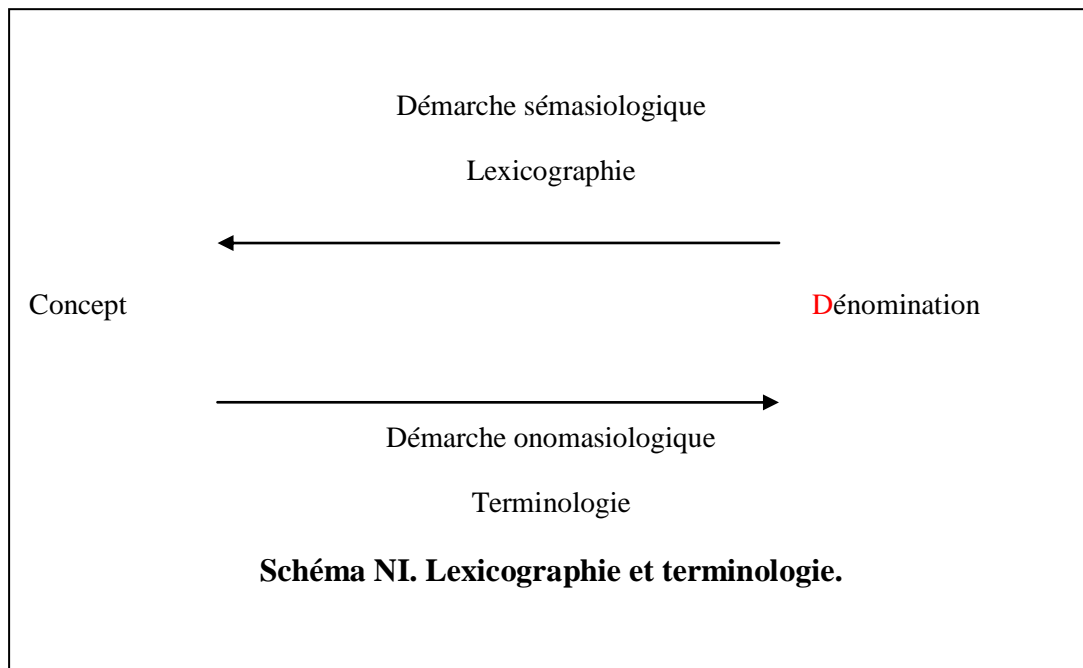 Démarche sémasiologique
Lexicographie
Concept
Dénomination
Démarche onomasiologique
Terminologie
Schéma NI. Lexicographie et terminologie.